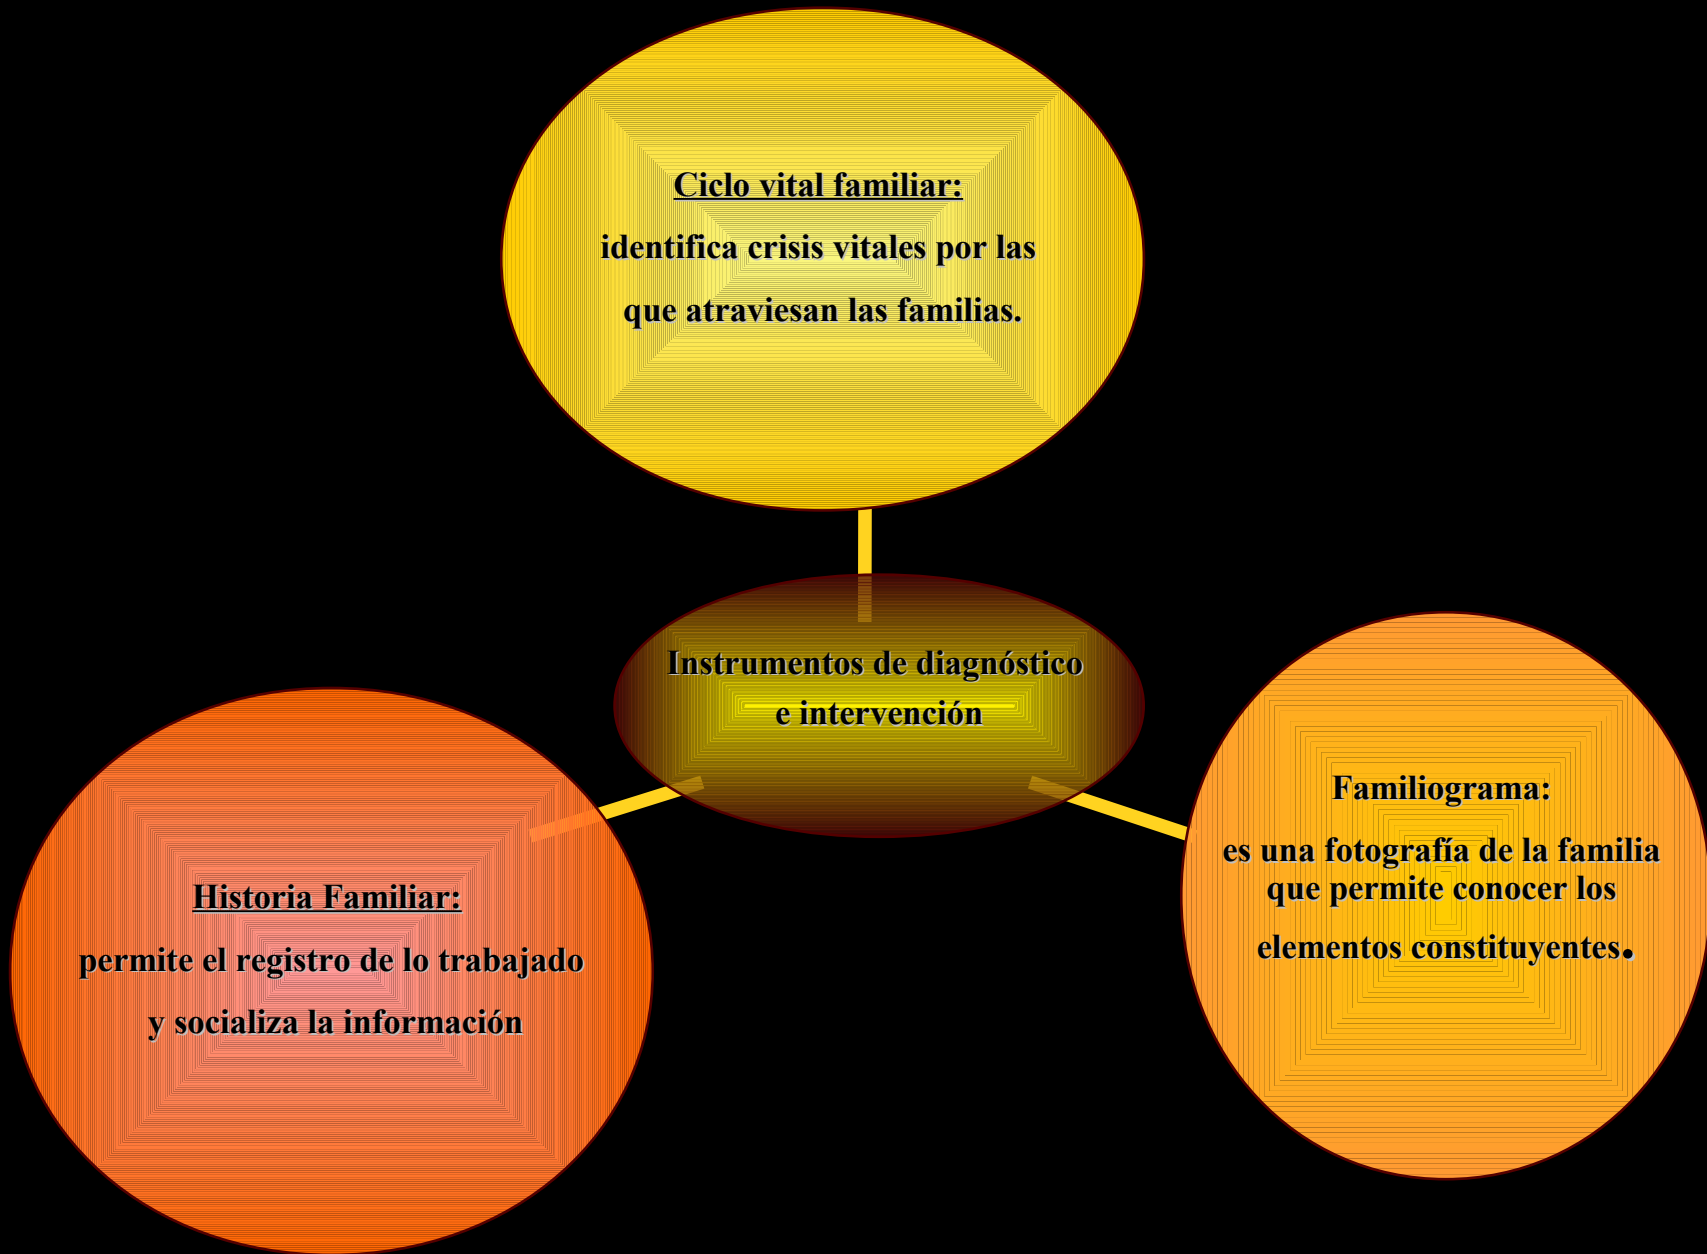 Ciclo vital familiar:
identifica crisis vitales por las
que atraviesan las familias.
Instrumentos de diagnóstico
e intervención
Familiograma:
es una fotografía de la familia
que permite conocer los
elementos constituyentes.
Historia Familiar:
permite el registro de lo trabajado
y socializa la información